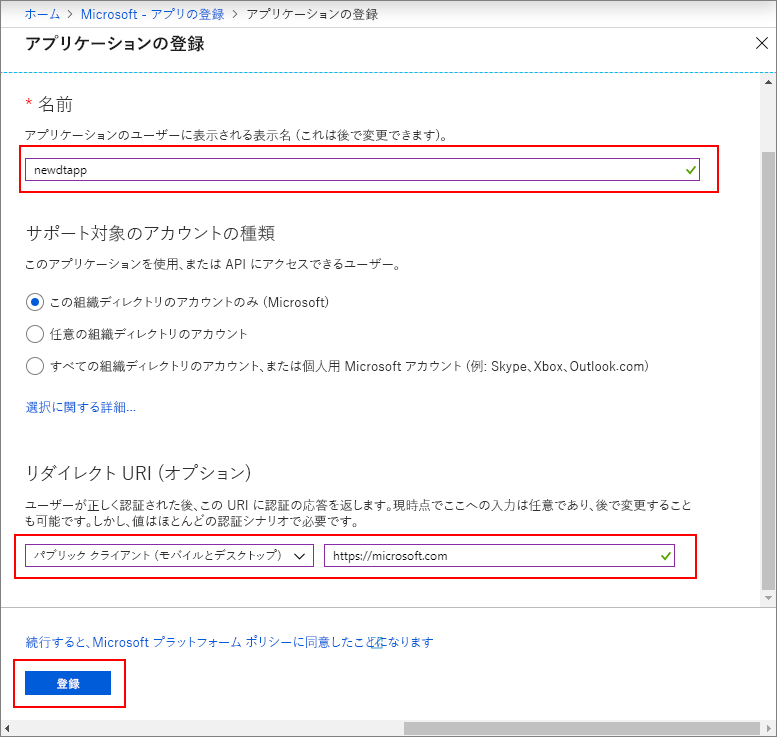 ホーム > Microsoft - アプリの登録 > アプリケーションの登録
アプリケーションの登録
* 名前
アプリケーションのユーザーに表示される表示名 (これは後で変更できます)。
newdtapp
サポート対象のアカウントの種類
このアプリケーションを使用、または API にアクセスできるユーザー。
この組織ディレクトリのアカウントのみ (Microsoft)
任意の組織ディレクトリのアカウント
すべての組織ディレクトリのアカウント、または個人用 Microsoft アカウント (例: Skype、Xbox、Outlook.com)
選択に関する詳細...
リダイレクト URI (オプション)
ユーザーが正しく認証された後、この URI に認証の応答を返します。現時点でここへの入力は任意であり、後で変更すること
も可能です。しかし、値はほとんどの認証シナリオで必要です。
パブリック クライアント (モバイルとデスクトップ) https://microsoft.com
続行すると、Microsoft プラットフォーム ポリシーに同意したことになります
登録